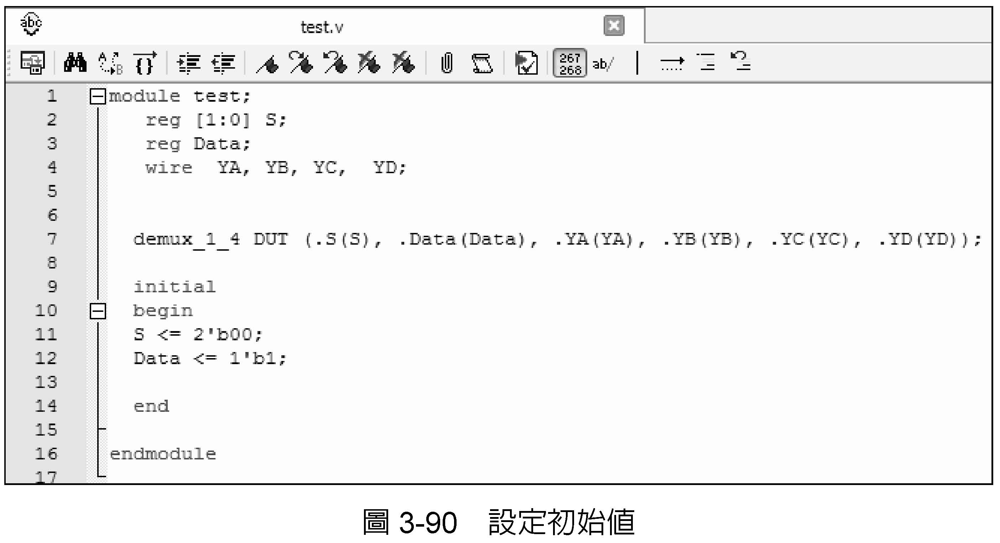 abc
test.v
A B {} 267 268 ab/
1 module test;
2 reg [1:0] S;
3 reg Data;
4 wire  YA, YB, YC,  YD;
5
6
7 demux_1_4 DUT (.S(S), .Data(Data), .YA(YA), .YB(YB), .YC(YC), .YD(YD));
8
9 initial
10 begin
11 S <= 2'b00;
12 Data <= 1'b1;
13
14 end
15
16 endmodule
17
圖 3-90　設定初始值